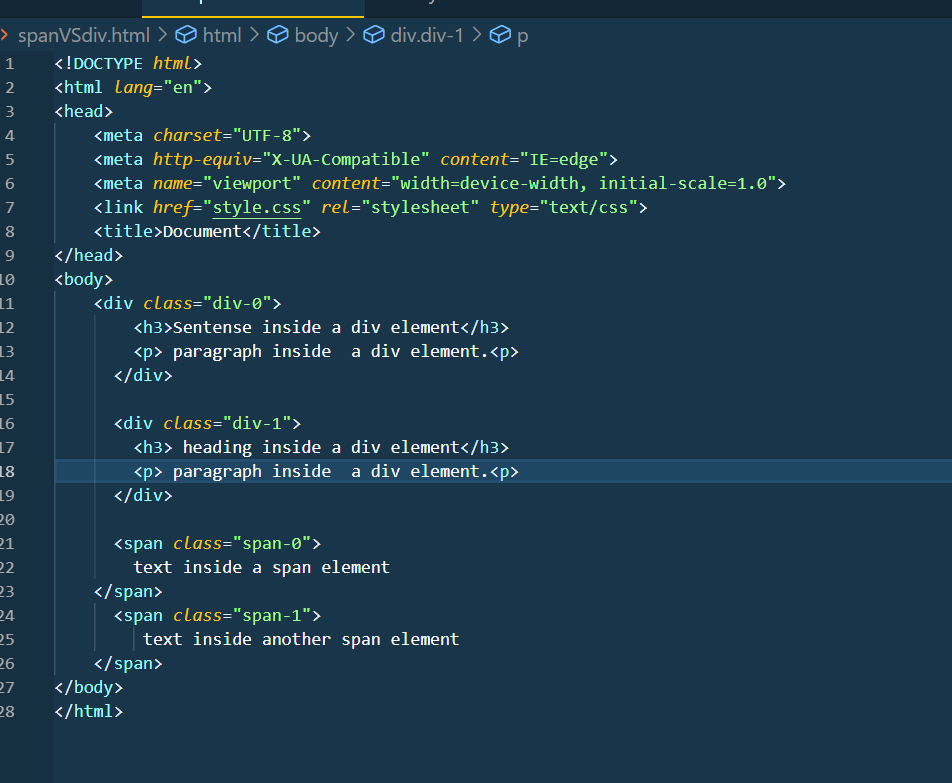 spanVSdiv.html > html > body > div.div-1 > p
1 <!DOCTYPE html>
2 <html lang="en">
3 <head>
4 <meta charset="UTF-8">
5 <meta http-equiv="X-UA-Compatible" content="IE=edge">
6 <meta name="viewport" content="width=device-width, initial-scale=1.0">
7 <link href="style.css" rel="stylesheet" type="text/css">
8 <title>Document</title>
9 </head>
10 <body>
11 <div class="div-0">
12 <h3>Sentense inside a div element</h3>
13 <p> paragraph inside  a div element.<p>
14 </div>
15
16 <div class="div-1">
17 <h3> heading inside a div element</h3>
18 <p> paragraph inside  a div element.<p>
19 </div>
20
21 <span class="span-0">
22 text inside a span element
23 </span>
24 <span class="span-1">
25 text inside another span element
26 </span>
27 </body>
28 </html>